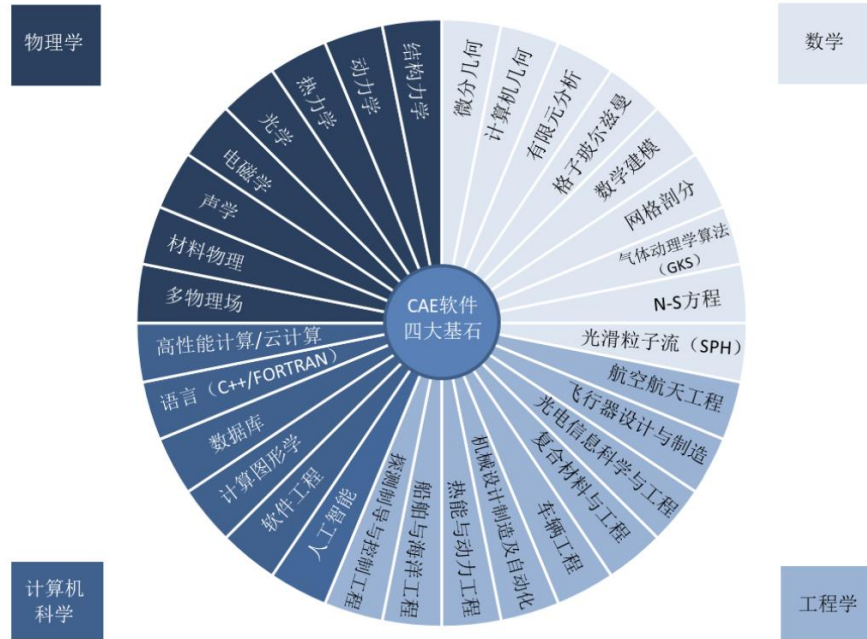 物理学
数学
结构力学
动力学
热力学
光学
电磁学
声学
材料物理
多物理场
微分几何
计算机几何
有限元分析
格子玻尔兹曼
数学建模
网格剖分
气体动理学算法
（GKS）
N-S方程
光滑粒子流（SPH）
CAE软件
四大基石
高性能计算/云计算
语言（C++/FORTRAN）
数据库
计算图形学
软件工程
人工智能
航空航天工程
飞行器设计与制造
光电信息科学与工程
复合材料与工程
车辆工程
机械设计制造及自动化
热能与动力工程
船舶与海洋工程
探测制导与控制工程
计算机
科学
工程学